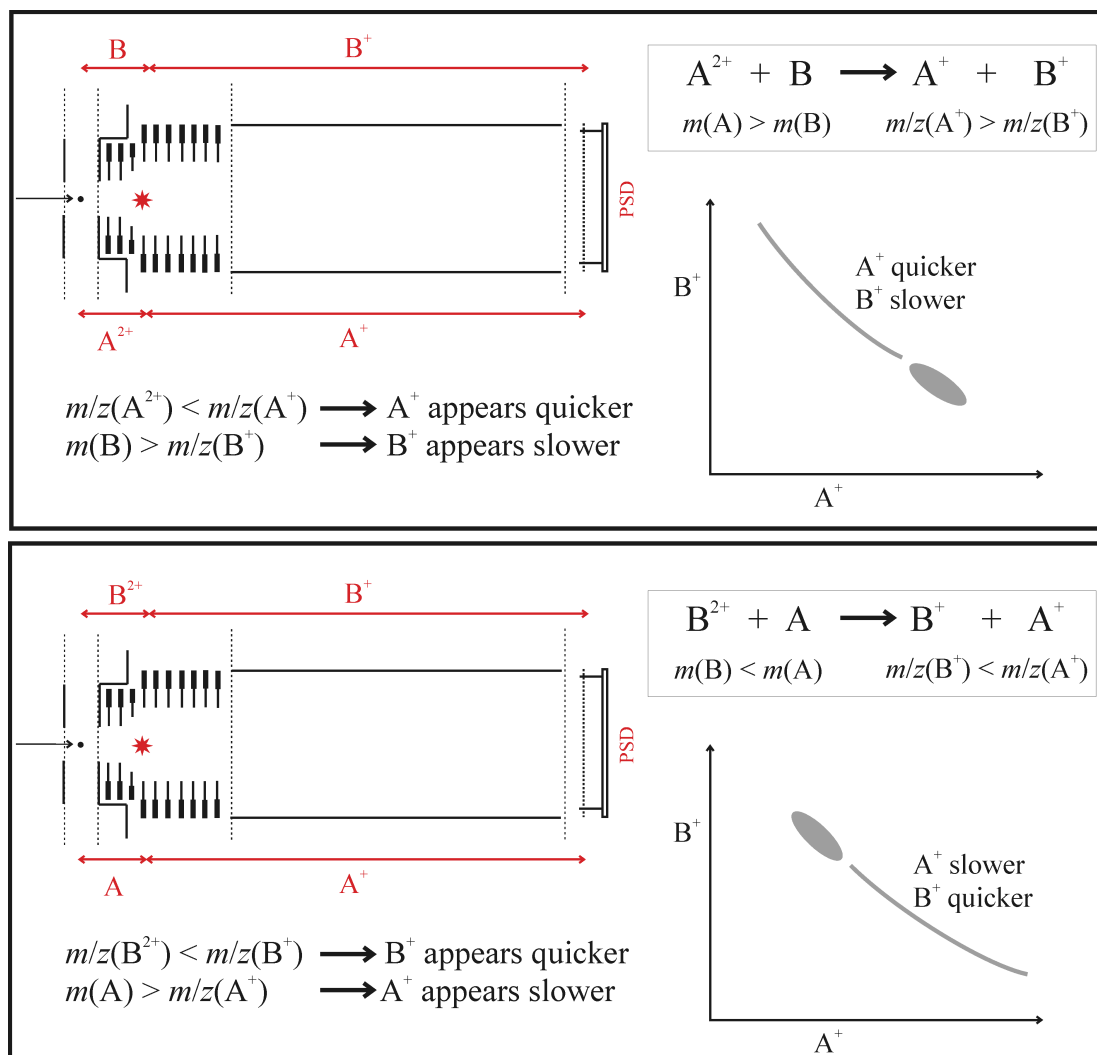 B
B⁺
A²⁺ + B ⟶ A⁺ + B⁺
m(A) > m(B)
m/z(A⁺) > m/z(B⁺)
PSD
A²⁺
A⁺
m/z(A²⁺) < m/z(A⁺) ⟶ A⁺ appears quicker
m(B) > m/z(B⁺) ⟶ B⁺ appears slower
B⁺
A⁺ quicker
B⁺ slower
A⁺
B²⁺
B⁺
B²⁺ + A ⟶ B⁺ + A⁺
m(B) < m(A)
m/z(B⁺) < m/z(A⁺)
PSD
A
A⁺
m/z(B²⁺) < m/z(B⁺) ⟶ B⁺ appears quicker
m(A) > m/z(A⁺) ⟶ A⁺ appears slower
B⁺
A⁺ slower
B⁺ quicker
A⁺